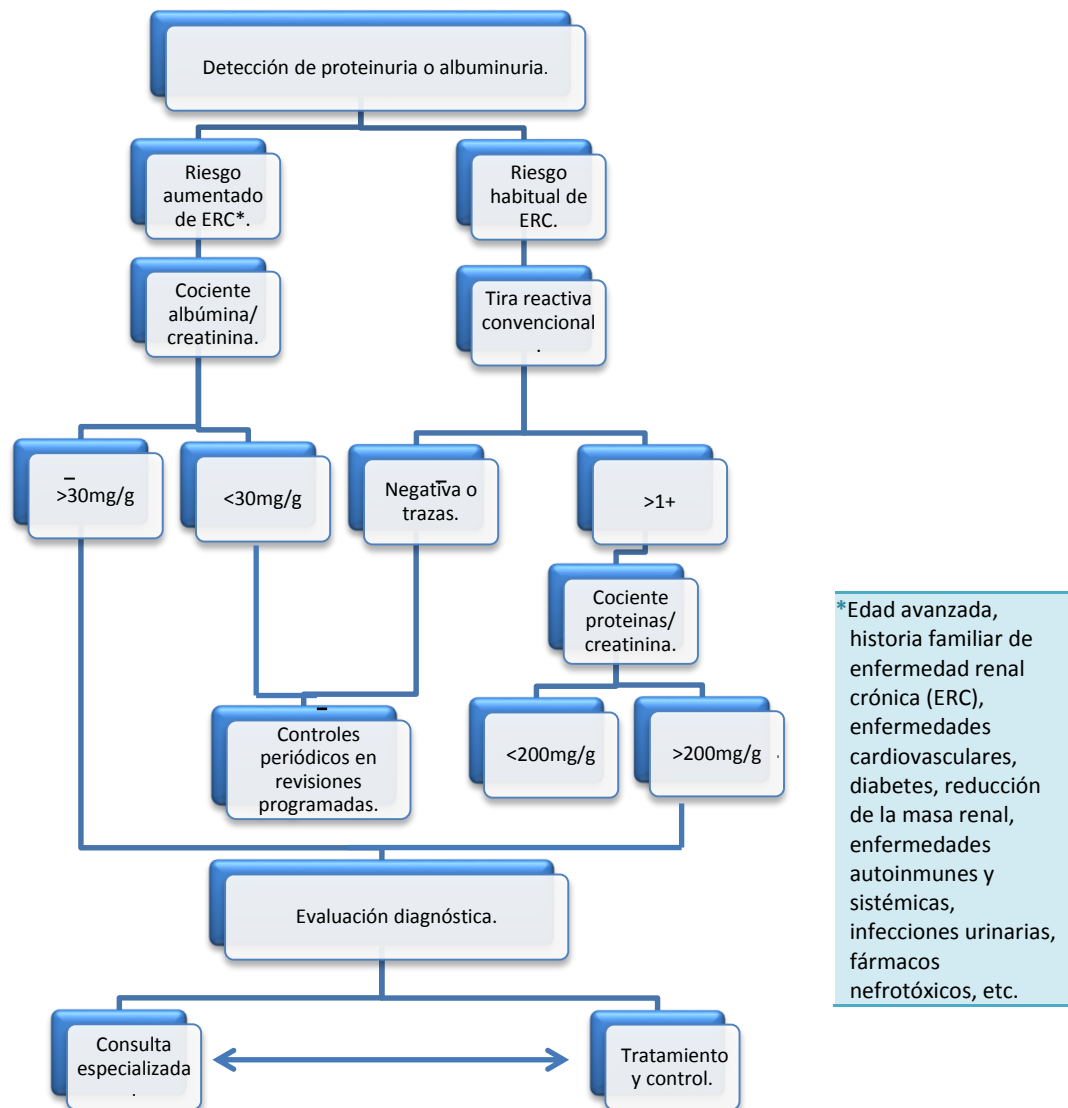 Detección de proteinuria o albuminuria.
Riesgo
aumentado
de ERC*.
Riesgo
habitual de
ERC.
Cociente
albúmina/
creatinina.
Tira reactiva
convencional
.
>30mg/g
<30mg/g
Negativa o
trazas.
>1+
Cociente
proteinas/
creatinina.
Controles
periódicos en
revisiones
programadas.
<200mg/g
>200mg/g .
*Edad avanzada,
historia familiar de
enfermedad renal
crónica (ERC),
enfermedades
cardiovasculares,
diabetes, reducción
de la masa renal,
enfermedades
autoinmunes y
sistémicas,
infecciones urinarias,
fármacos
nefrotóxicos, etc.
Evaluación diagnóstica.
Consulta
especializada
.
Tratamiento
y control.